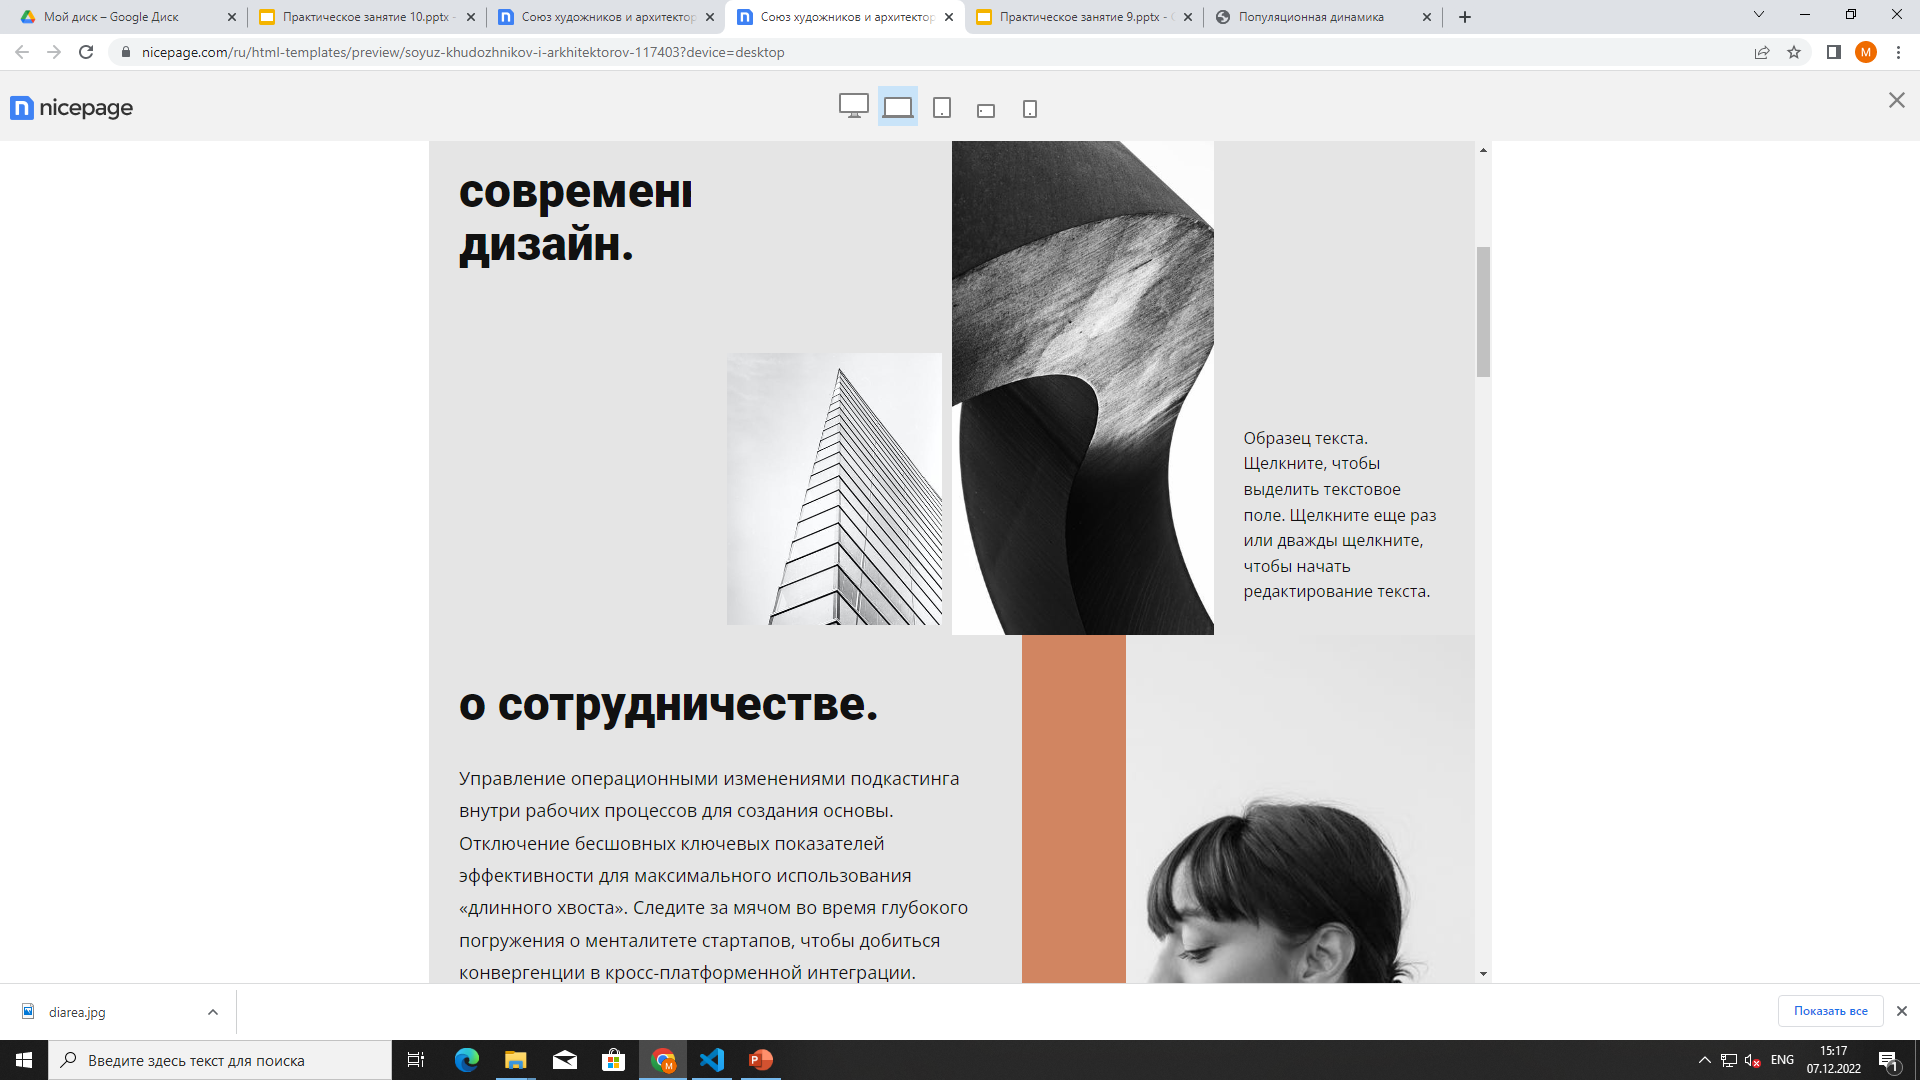 Мой диск – Google Диск
Практическое занятие 10.pptx -
Союз художников и архитектор
Союз художников и архитектор
Практическое занятие 9.pptx -
Популяционная динамика
nicepage.com/ru/html-templates/preview/soyuz-khudozhnikov-i-arkhitektorov-117403?device=desktop
M
nicepage
современ
дизайн.
Образец текста.
Щелкните, чтобы
выделить текстовое
поле. Щелкните еще раз
или дважды щелкните,
чтобы начать
редактирование текста.
о сотрудничестве.
Управление операционными изменениями подкастинга
внутри рабочих процессов для создания основы.
Отключение бесшовных ключевых показателей
эффективности для максимального использования
«длинного хвоста». Следите за мячом во время глубокого
погружения о менталитете стартапов, чтобы добиться
конвергенции в кросс-платформенной интеграции.
diarea.jpg
Показать все
Введите здесь текст для поиска
ENG
15:17
07.12.2022
1